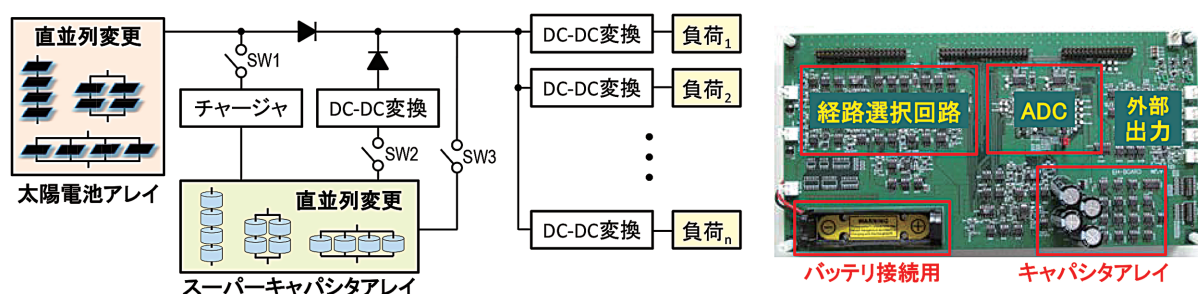 直並列変更
太陽電池アレイ
SW1
チャージャ
DC-DC変換
SW2
SW3
直並列変更
スーパーキャパシタアレイ
DC-DC変換
負荷1
DC-DC変換
負荷2
DC-DC変換
負荷n
経路選択回路
ADC
外部
出力
EH-BOARD
WARNING
バッテリ接続用
キャパシタアレイ